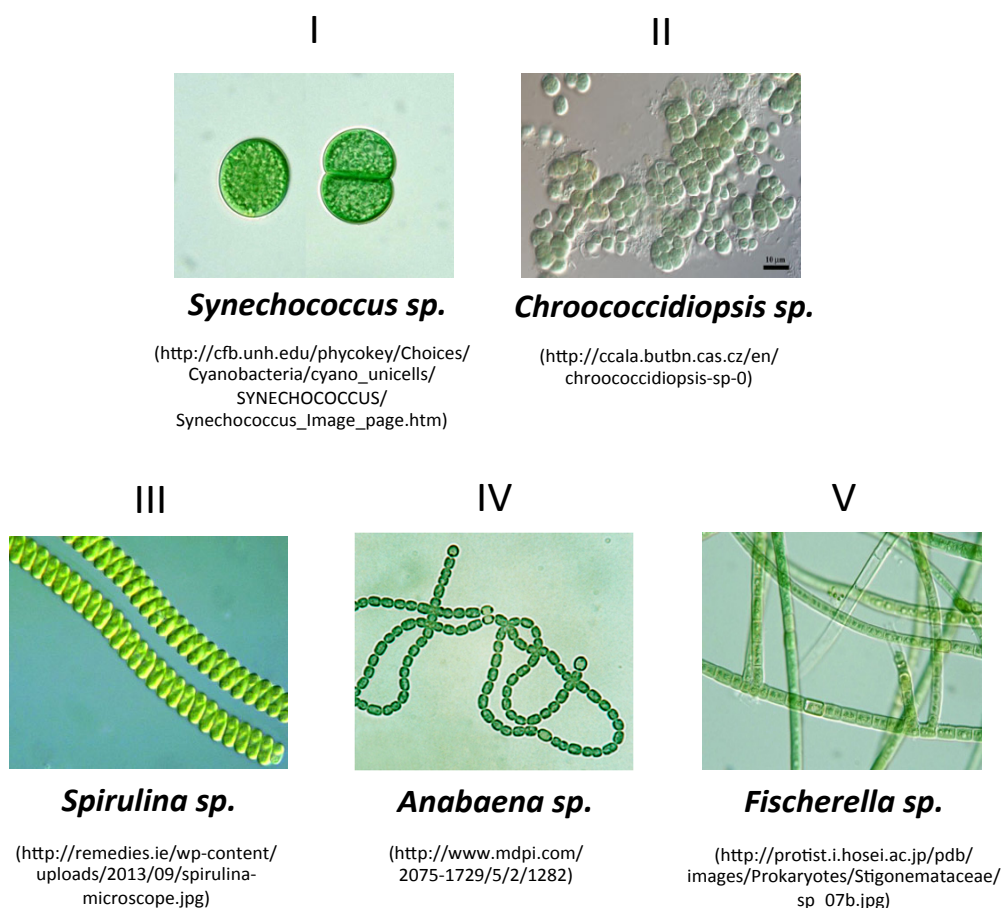 I
II
10 µm
Synechococcus sp.
Chroococcidiopsis sp.
(http://cfb.unh.edu/phycokey/Choices/
Cyanobacteria/cyano_unicells/
SYNECHOCOCCUS/
Synechococcus_Image_page.htm)
(http://ccala.butbn.cas.cz/en/
chroococcidiopsis-sp-0)
III
IV
V
Spirulina sp.
Anabaena sp.
Fischerella sp.
(http://remedies.ie/wp-content/
uploads/2013/09/spirulina-
microscope.jpg)
(http://www.mdpi.com/
2075-1729/5/2/1282)
(http://protist.i.hosei.ac.jp/pdb/
images/Prokaryotes/Stigonemataceae/
sp_07b.jpg)